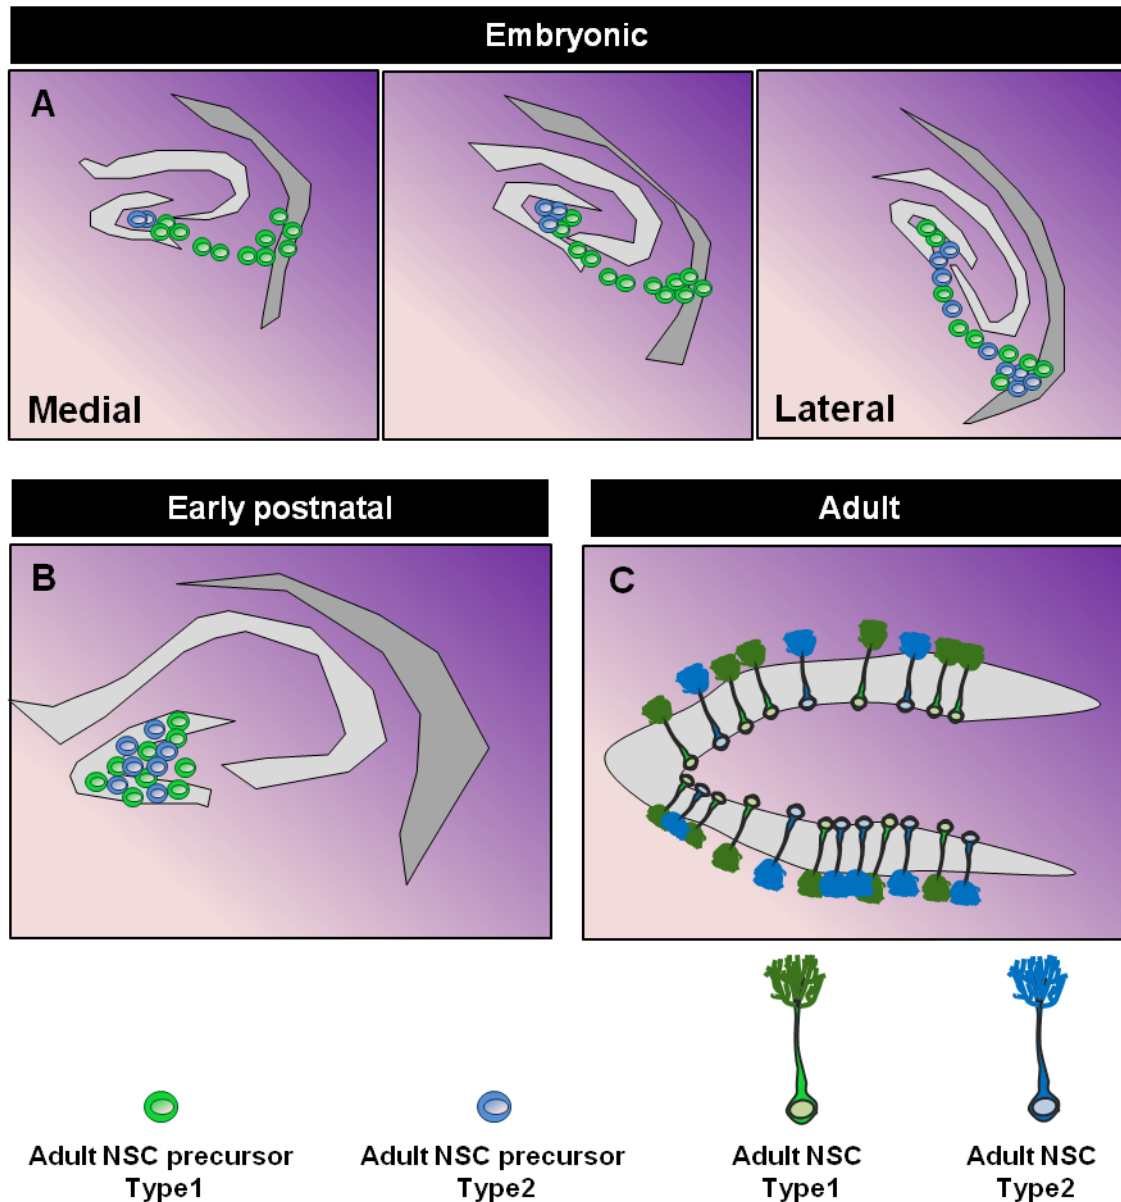 Embryonic
A
Medial
Lateral
Early postnatal
Adult
B
C
Adult NSC precursor
Type1
Adult NSC precursor
Type2
Adult NSC
Type1
Adult NSC
Type2